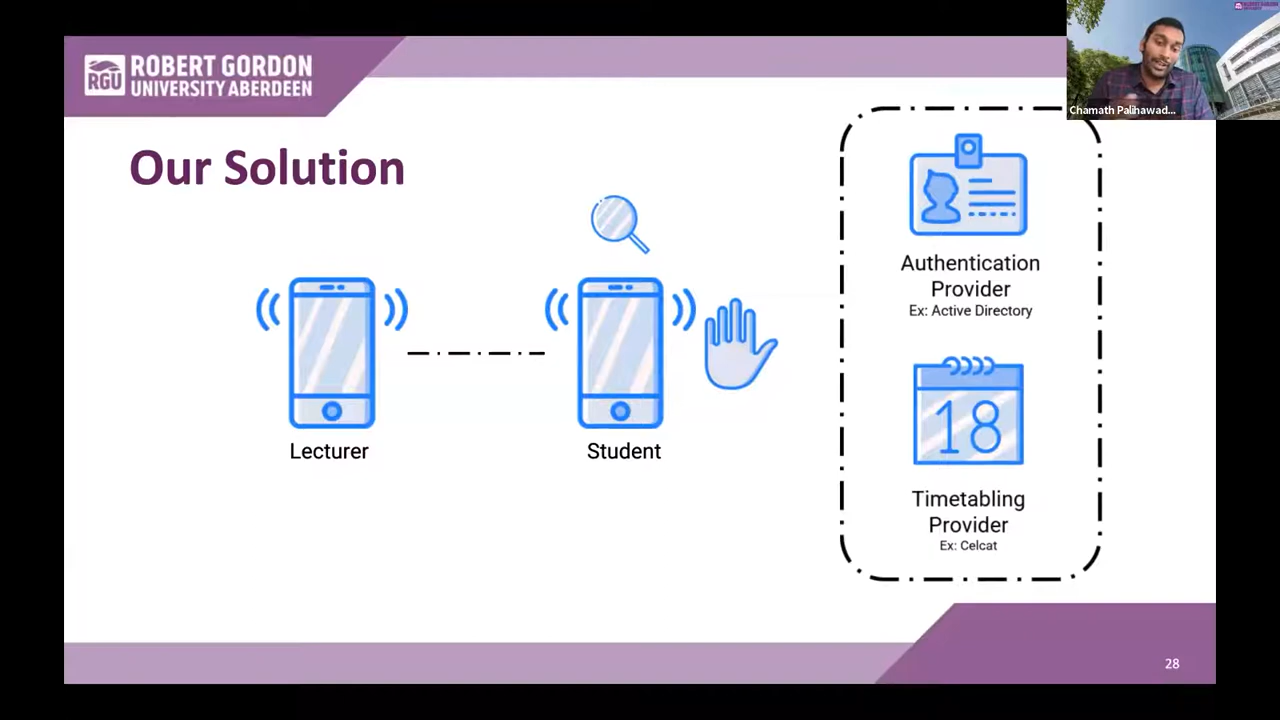 RGU
ROBERT GORDON
UNIVERSITY ABERDEEN
Chamath Palihawad...
Our Solution
Authentication
Provider
Ex: Active Directory
Lecturer
Student
18
Timetabling
Provider
Ex: Celcat
28